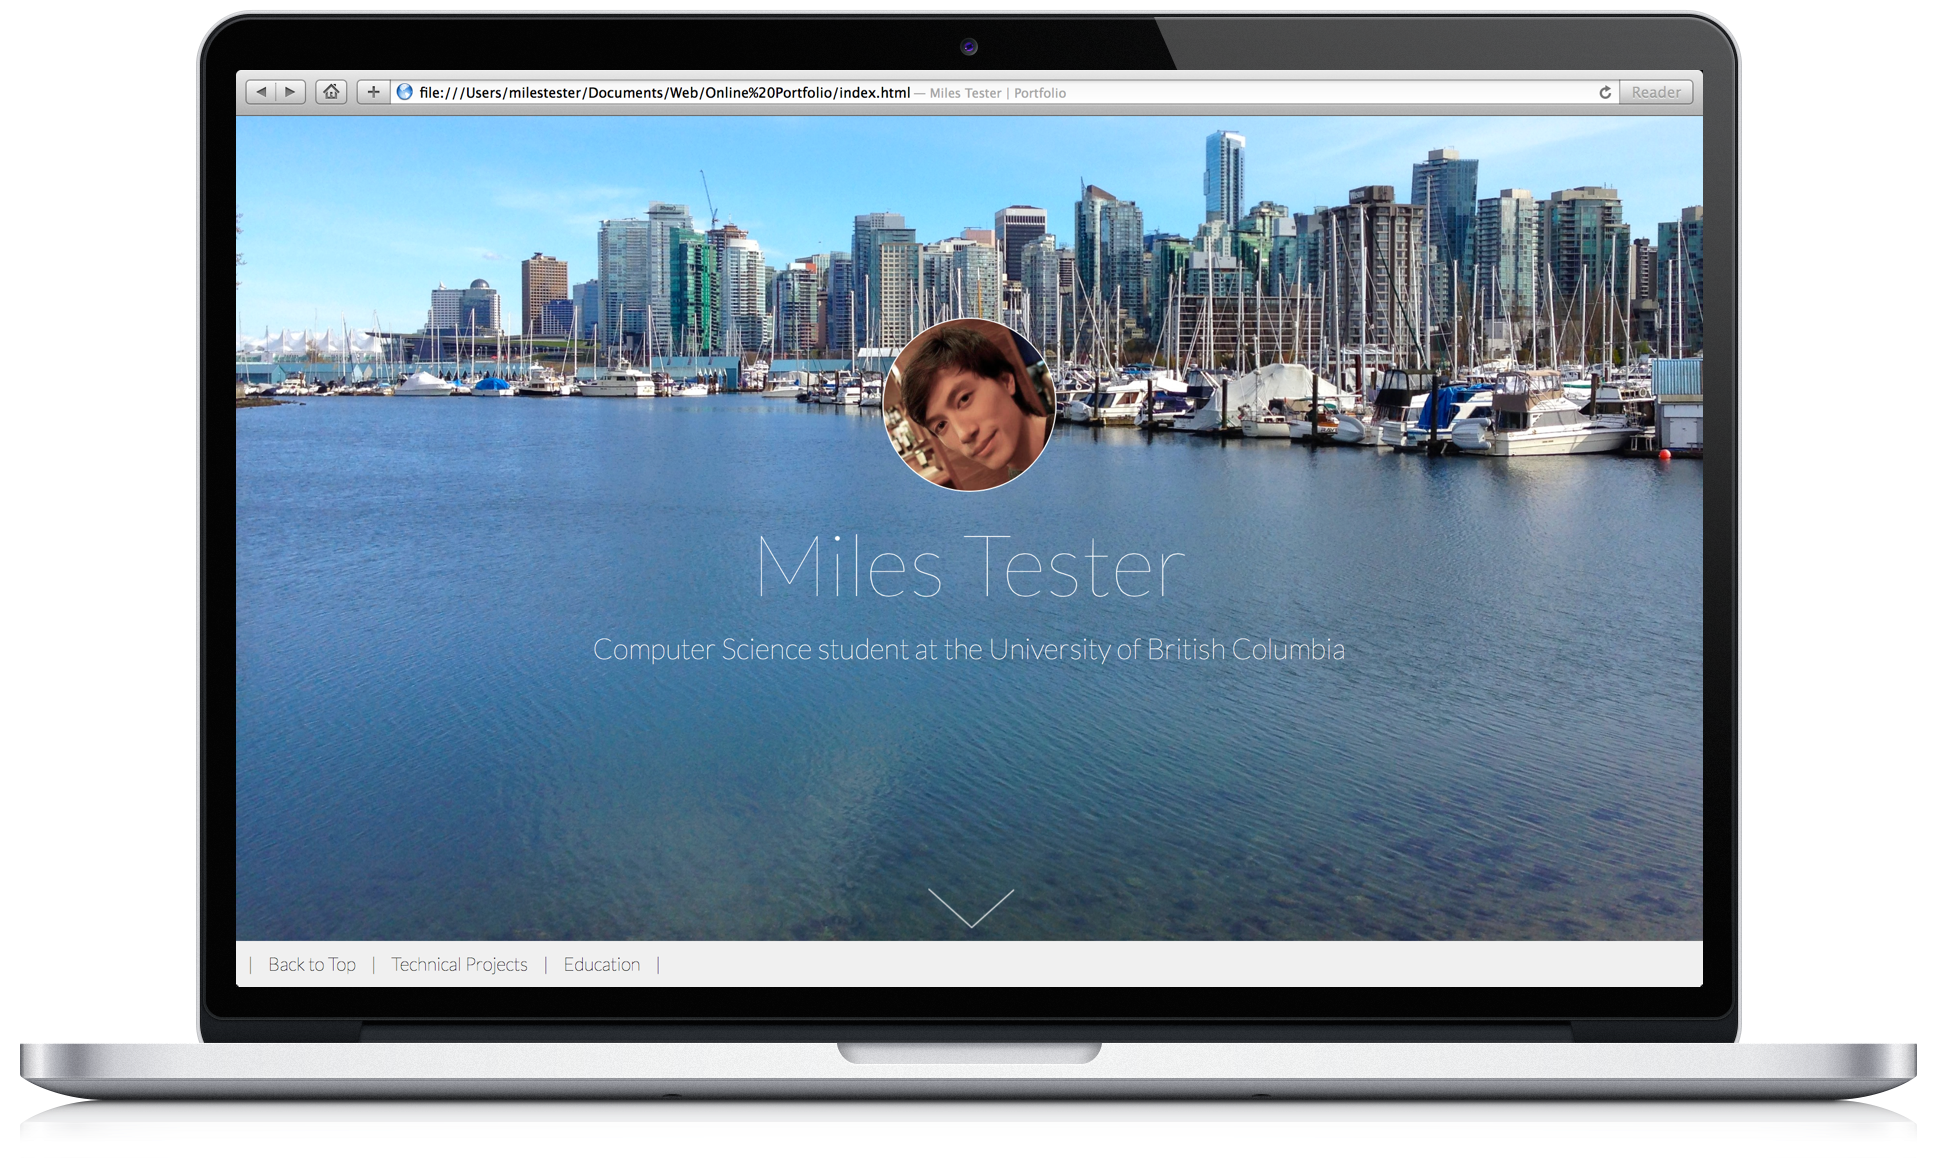 file:///Users/milestester/Documents/Web/Online%20Portfolio/index.html — Miles Tester | Portfolio
Reader
Miles Tester
Computer Science student at the University of British Columbia
| Back to Top | Technical Projects | Education |